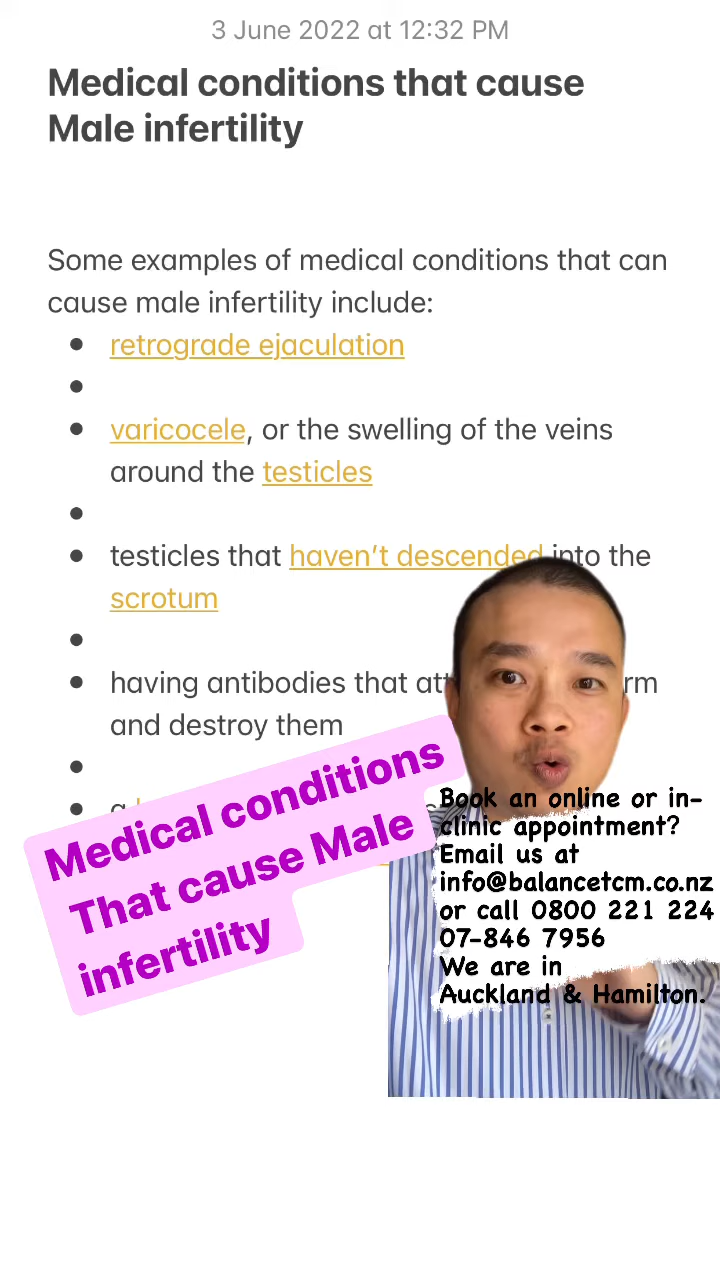 3 June 2022 at 12:32 PM
Medical conditions that cause
Male infertility
Some examples of medical conditions that can
cause male infertility include:
retrograde ejaculation
varicocele, or the swelling of the veins
around the testicles
testicles that haven't descended into the
scrotum
having antibodies that
and destroy them
Medical conditions
That cause Male
infertility
Book an online or in-
clinic appointment?
Email us at
info@balancetcm.co.nz
or call 0800 221 224
07-846 7956
We are in
Auckland & Hamilton.